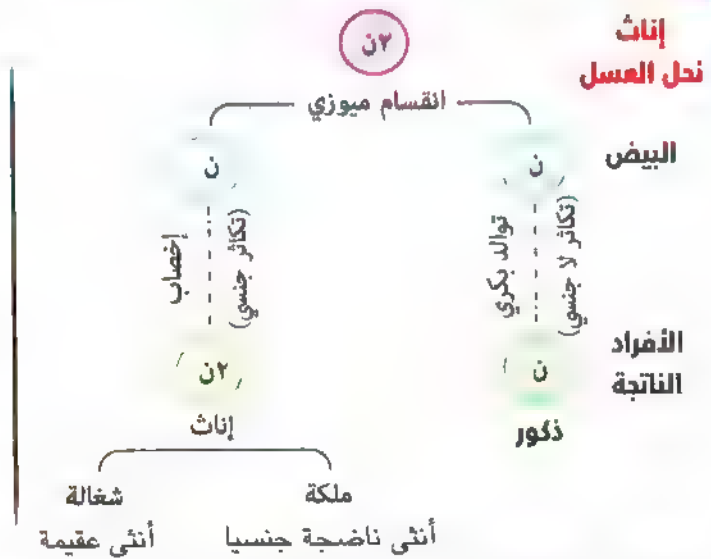 إناث
نحل العسل
٢ن
انقسام ميوزي
البيض
ن
ن
توالد بكري
(تكاثر لا جنسي)
إخصاب
(تكاثر جنسي)
الأفراد
الناتجة
ن
٢ن
ذكور
إناث
ملكة
شغالة
أنثى ناضجة جنسيا
أنثى عقيمة